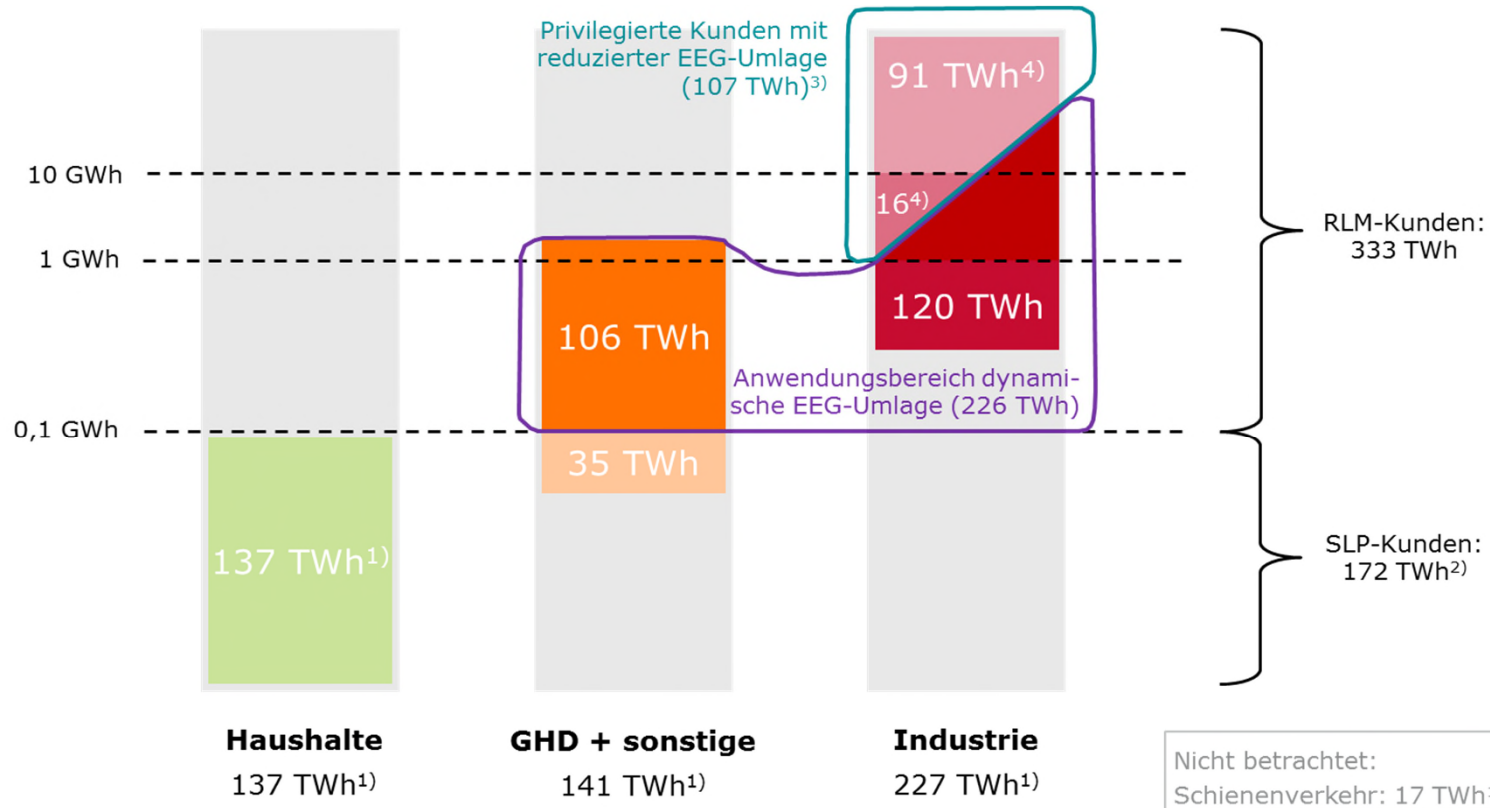 Privilegierte Kunden mit
reduzierter EEG-Umlage
(107 TWh)3)
91 TWh4)
10 GWh
164)
RLM-Kunden:
333 TWh
1 GWh
120 TWh
106 TWh
Anwendungsbereich dynami-
sche EEG-Umlage (226 TWh)
0,1 GWh
35 TWh
137 TWh1)
SLP-Kunden:
172 TWh2)
Haushalte
137 TWh1)
GHD + sonstige
141 TWh1)
Industrie
227 TWh1)
Nicht betrachtet:
Schienenverkehr: 17 TWh